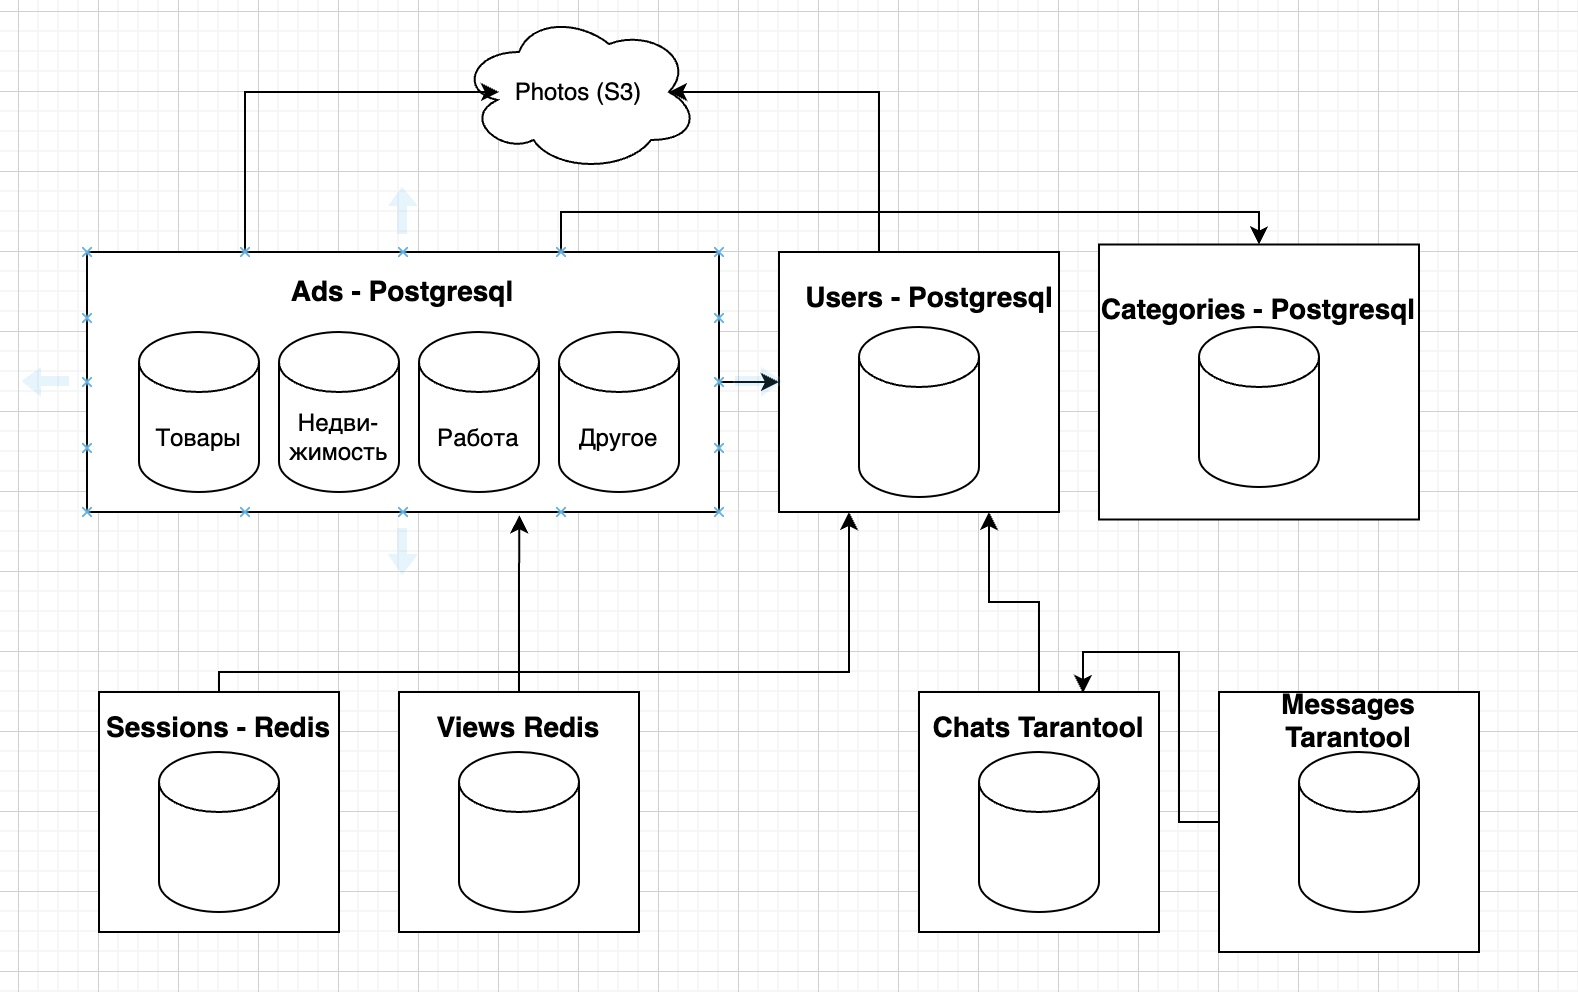 Photos (S3)
Ads - Postgresql
Товары
Недви-
жимость
Работа
Другое
Users - Postgresql
Categories - Postgresql
Sessions - Redis
Views Redis
Chats Tarantool
Messages
Tarantool